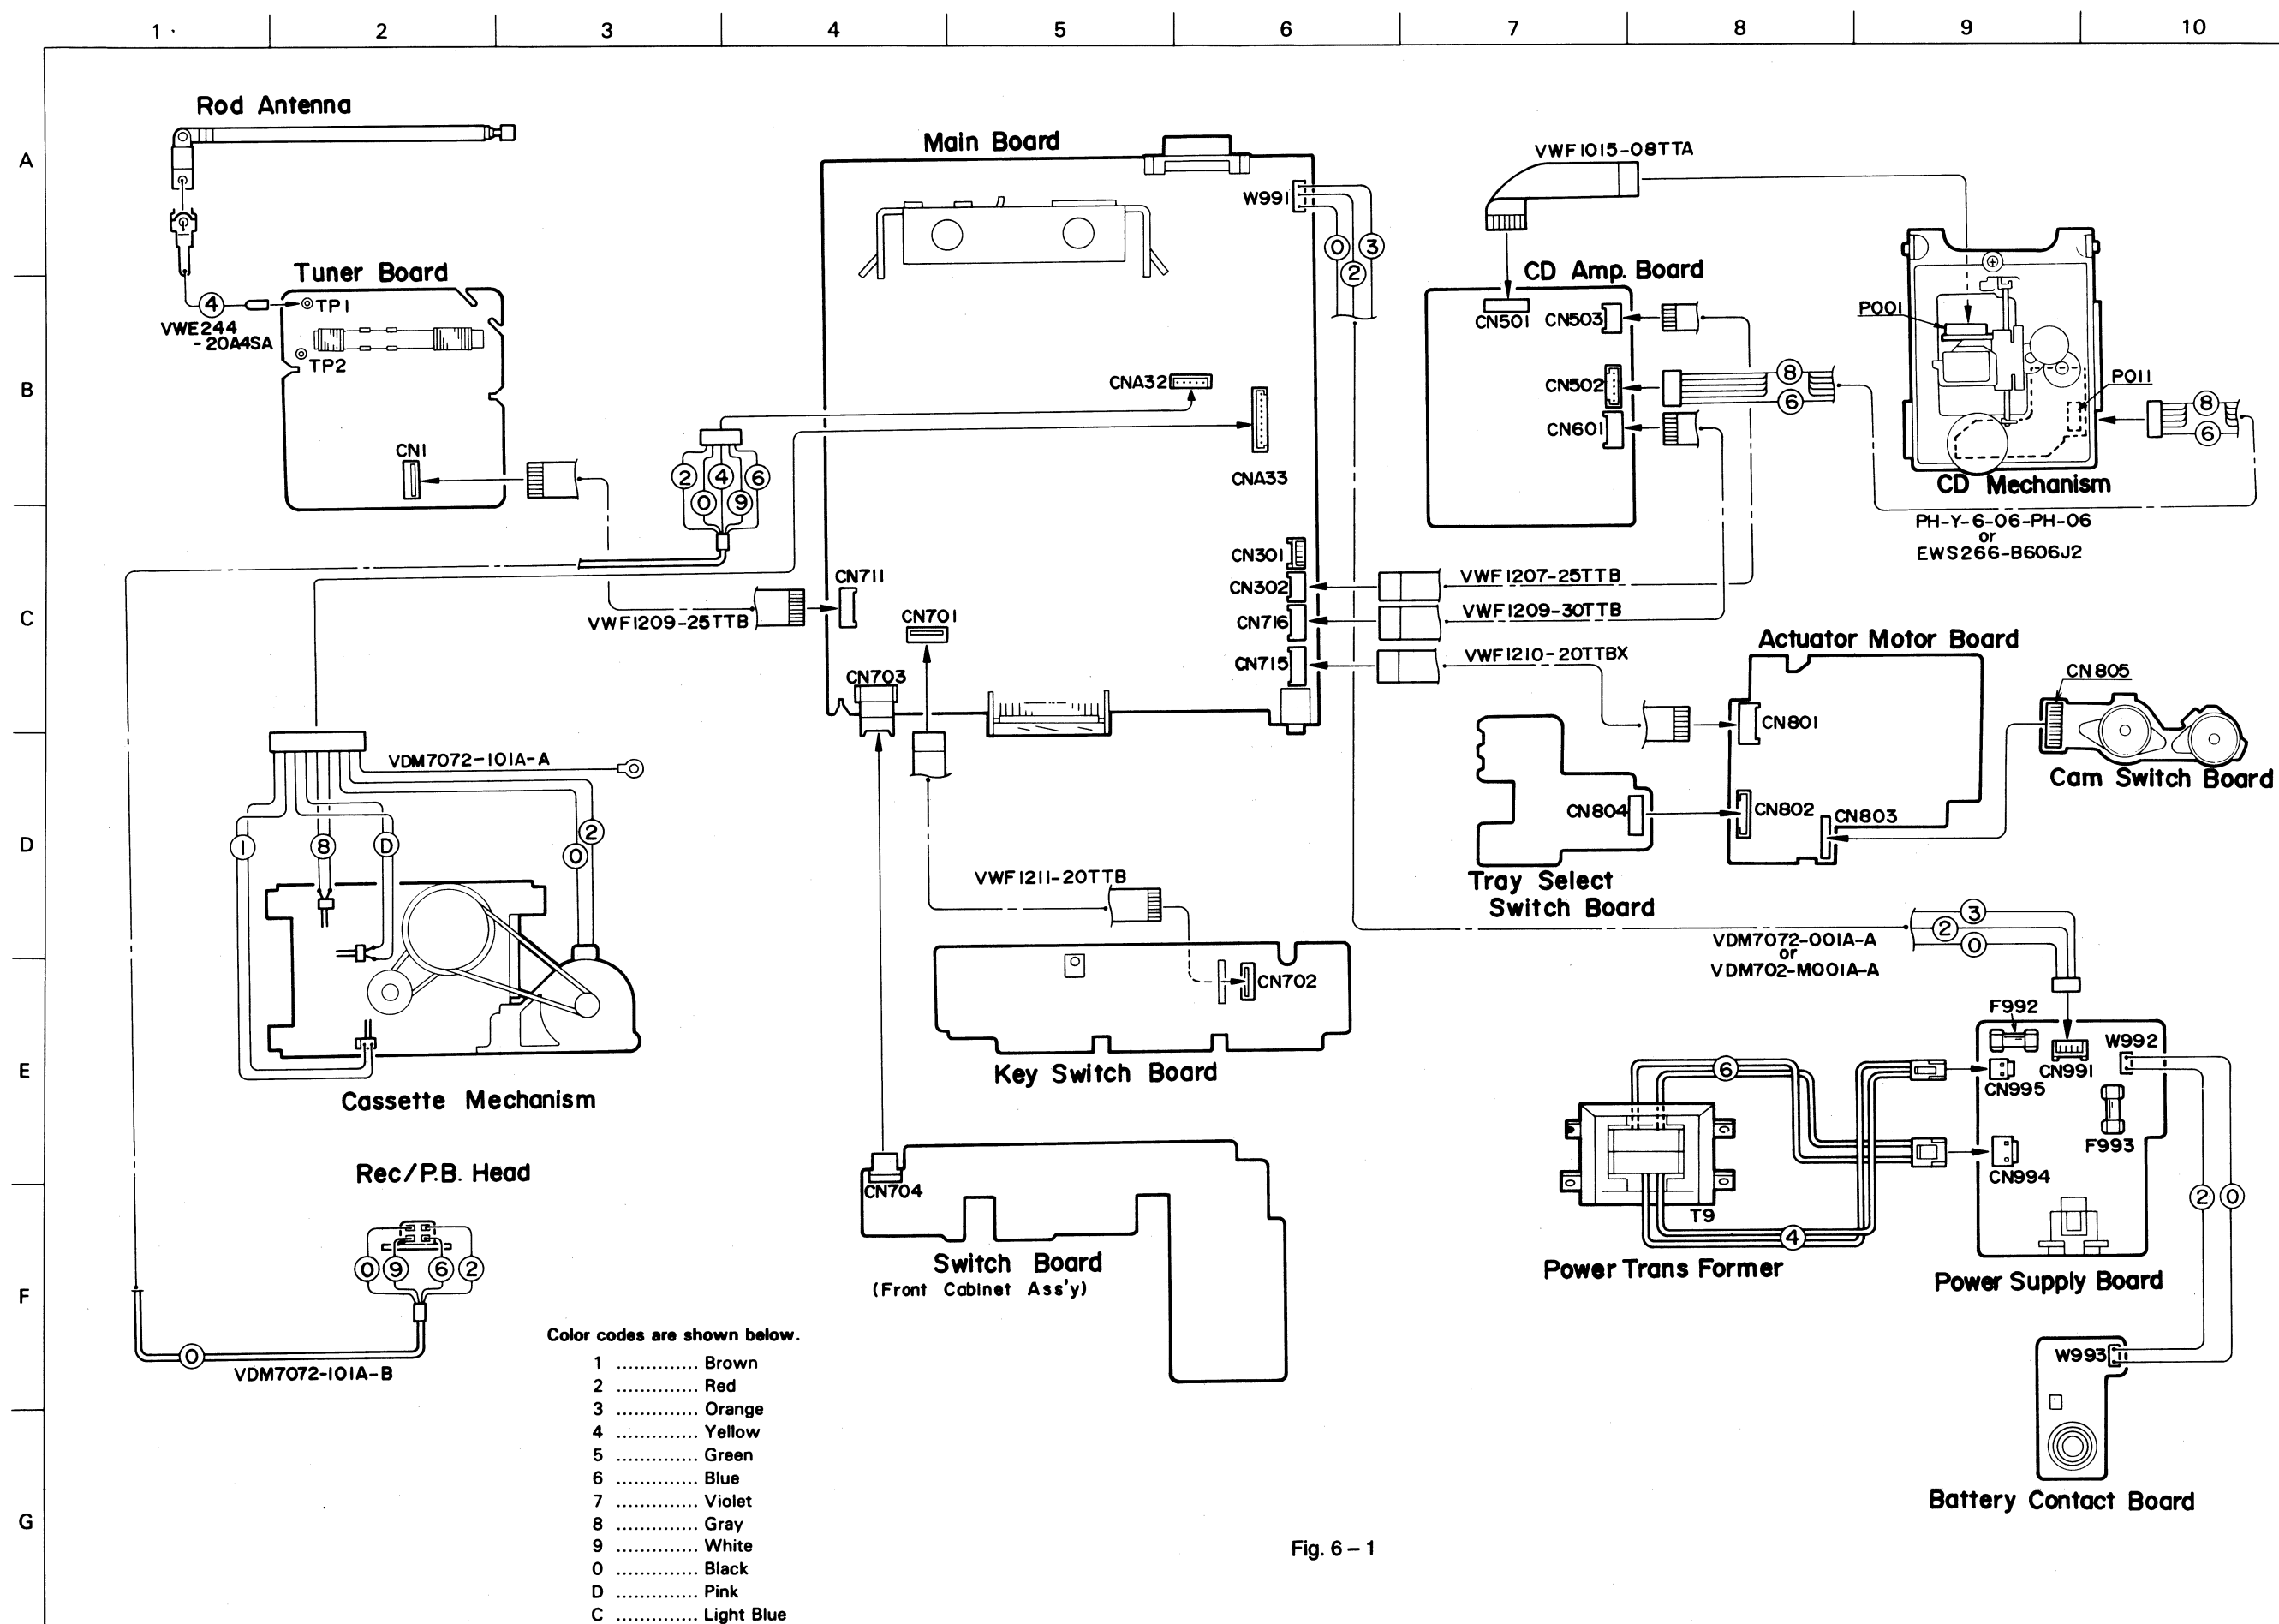 1 2 3 4 5 6 7 8 9 10
A
B
C
D
E
F
G
Rod Antenna
4
VWE244
-20A4SA
Tuner Board
TP1
TP2
CN1
VWF1209-25TTB
2 0 4 9 6
Main Board
W991
0 2 3
CNA32
CNA33
CN301
CN302
CN716
CN715
CN711
CN701
CN703
VWF1015-08TTA
CD Amp. Board
CN501
CN503
CN502
CN601
8
6
P001
P011
8
6
CD Mechanism
PH-Y-6-06-PH-06
or
EWS266-B606J2
VWF1207-25TTB
VWF1209-30TTB
VWF1210-20TTBX
Actuator Motor Board
CN801
CN802
CN803
CN805
Cam Switch Board
CN804
Tray Select
Switch Board
VDM7072-101A-A
1 8 D 0 2
Cassette Mechanism
VWF1211-20TTB
CN702
Key Switch Board
CN704
Switch Board
(Front Cabinet Ass'y)
3
2
0
VDM7072-001A-A
or
VDM702-M001A-A
F992
CN991
W992
CN995
F993
CN994
Power Supply Board
6
T9
4
Power Trans Former
2 0
W993
Battery Contact Board
Rec/P.B. Head
0 9 6 2
0
VDM7072-101A-B
Color codes are shown below.
1 ............. Brown
2 ............. Red
3 ............. Orange
4 ............. Yellow
5 ............. Green
6 ............. Blue
7 ............. Violet
8 ............. Gray
9 ............. White
0 ............. Black
D ............. Pink
C ............. Light Blue
Fig. 6-1